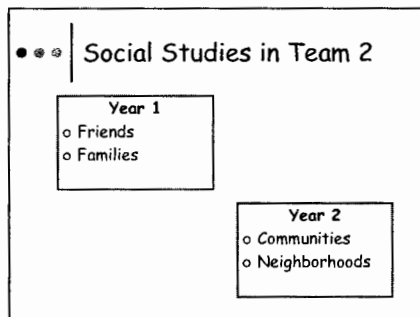 Social Studies in Team 2
Year 1
Friends
Families
Year 2
Communities
Neighborhoods